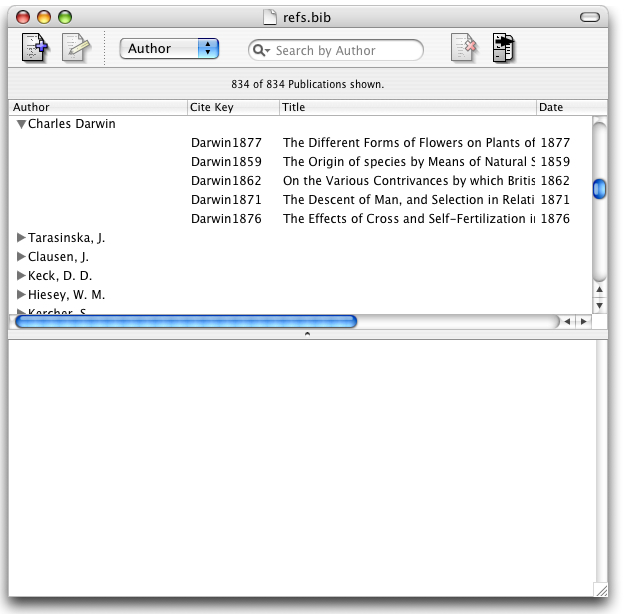 refs.bib
Author Search by Author
834 of 834 Publications shown.
Author Cite Key Title Date
Charles Darwin
Darwin1877 The Different Forms of Flowers on Plants of 1877
Darwin1859 The Origin of species by Means of Natural S 1859
Darwin1862 On the Various Contrivances by which Britis 1862
Darwin1871 The Descent of Man, and Selection in Relati 1871
Darwin1876 The Effects of Cross and Self-Fertilization i 1876
Tarasinska, J.
Clausen, J.
Keck, D. D.
Hiesey, W. M.